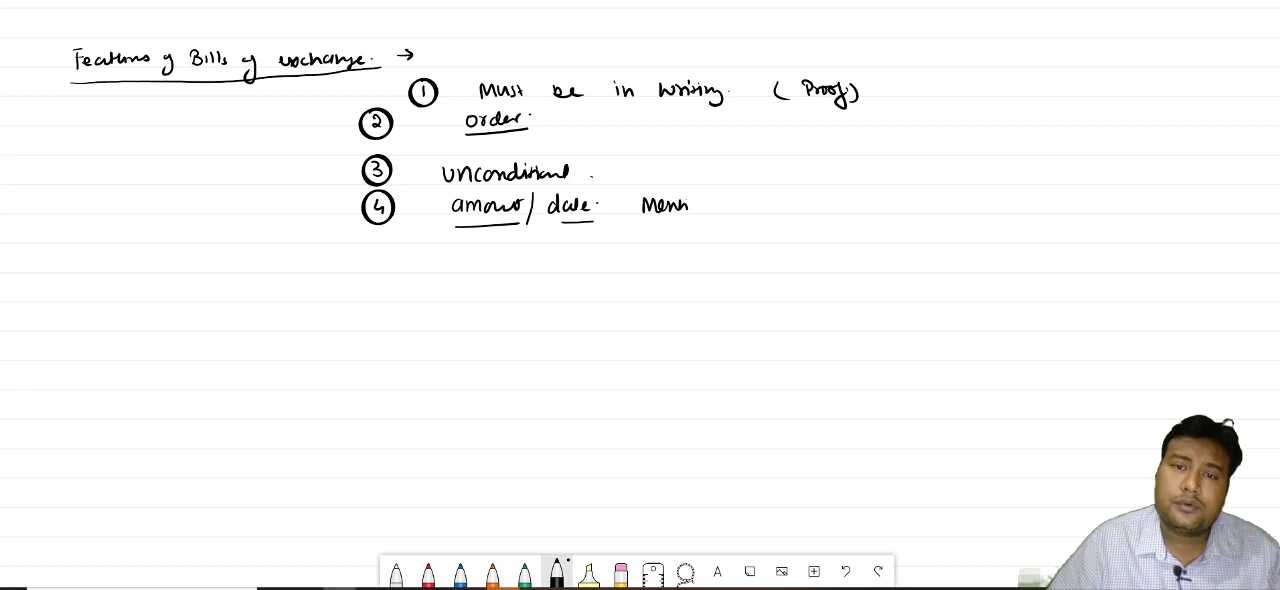 Features of Bills of exchange. →
① Must be in writing. (Proof)
② order.
③ unconditional.
④ amount / date. Menn